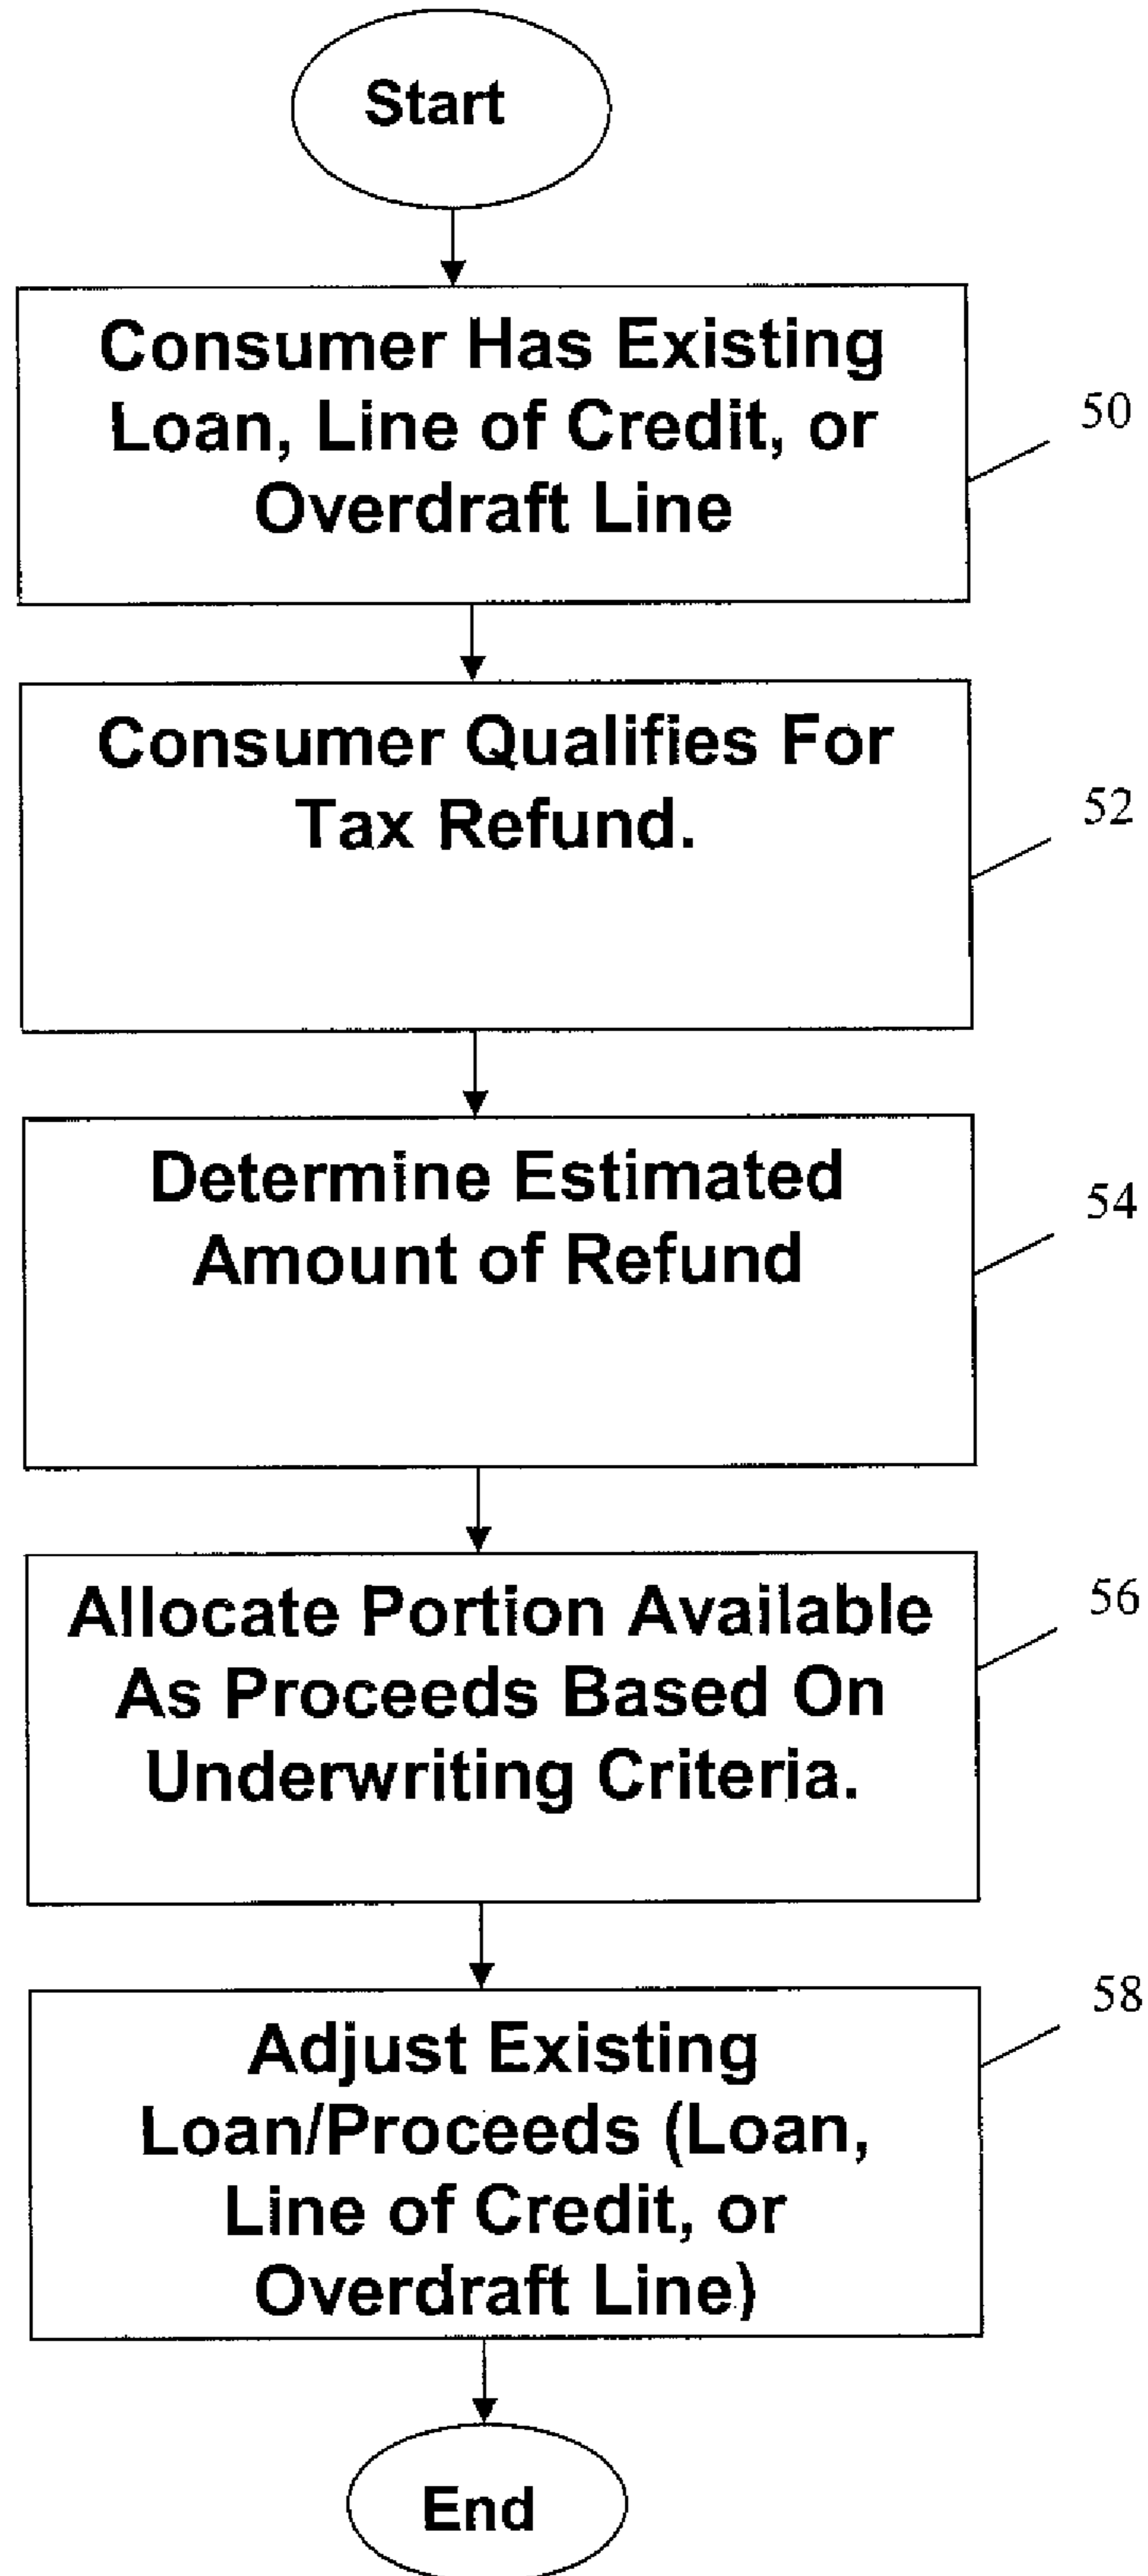 Start
Consumer Has Existing
Loan, Line of Credit, or
Overdraft Line
50
Consumer Qualifies For
Tax Refund.
52
Determine Estimated
Amount of Refund
54
Allocate Portion Available
As Proceeds Based On
Underwriting Criteria.
56
Adjust Existing
Loan/Proceeds (Loan,
Line of Credit, or
Overdraft Line)
58
End